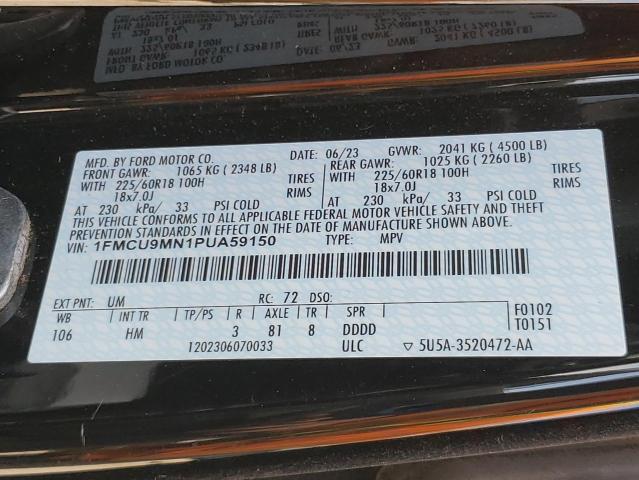 MFD. BY FORD MOTOR CO.
DATE: 06/23 GVWR: 2041 KG ( 4500 LB)
FRONT GAWR: 1065 KG ( 2348 LB)
REAR GAWR: 1025 KG ( 2260 LB)
WITH 225/60R18 100H TIRES
WITH 225/60R18 100H TIRES
18x7.0J RIMS
18x7.0J RIMS
AT 230 kPa/ 33 PSI COLD
AT 230 kPa/ 33 PSI COLD
THIS VEHICLE CONFORMS TO ALL APPLICABLE FEDERAL MOTOR VEHICLE SAFETY AND THEFT
PREVENTION STANDARDS IN EFFECT ON THE DATE OF MANUFACTURE SHOWN ABOVE.
VIN: 1FMCU9MN1PUA59150 TYPE: MPV
EXT PNT: UM RC: 72 DSO:
WB INT TR TP/PS R AXLE TR SPR F0102
106 HM 3 81 8 DDDD T0151
1202306070033 ULC ▽ 5U5A-3520472-AA